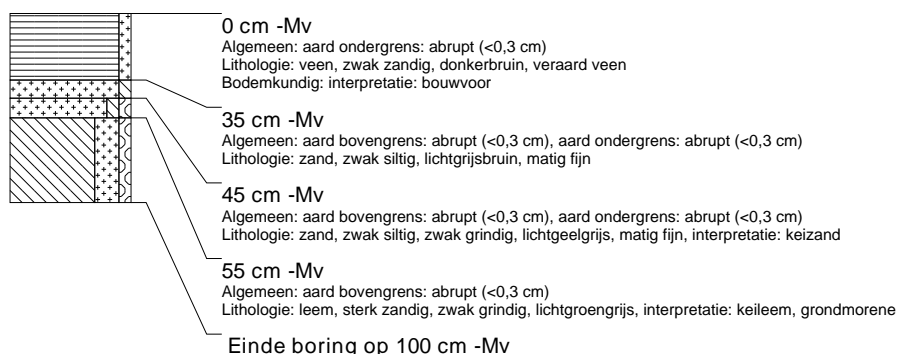 0 cm -Mv
Algemeen: aard ondergrens: abrupt (<0,3 cm)
Lithologie: veen, zwak zandig, donkerbruin, veraard veen
Bodemkundig: interpretatie: bouwvoor
35 cm -Mv
Algemeen: aard bovengrens: abrupt (<0,3 cm), aard ondergrens: abrupt (<0,3 cm)
Lithologie: zand, zwak siltig, lichtgrijsbruin, matig fijn
45 cm -Mv
Algemeen: aard bovengrens: abrupt (<0,3 cm), aard ondergrens: abrupt (<0,3 cm)
Lithologie: zand, zwak siltig, zwak grindig, lichtgeelgrijs, matig fijn, interpretatie: keizand
55 cm -Mv
Algemeen: aard bovengrens: abrupt (<0,3 cm)
Lithologie: leem, sterk zandig, zwak grindig, lichtgroengrijs, interpretatie: keileem, grondmorene
Einde boring op 100 cm -Mv